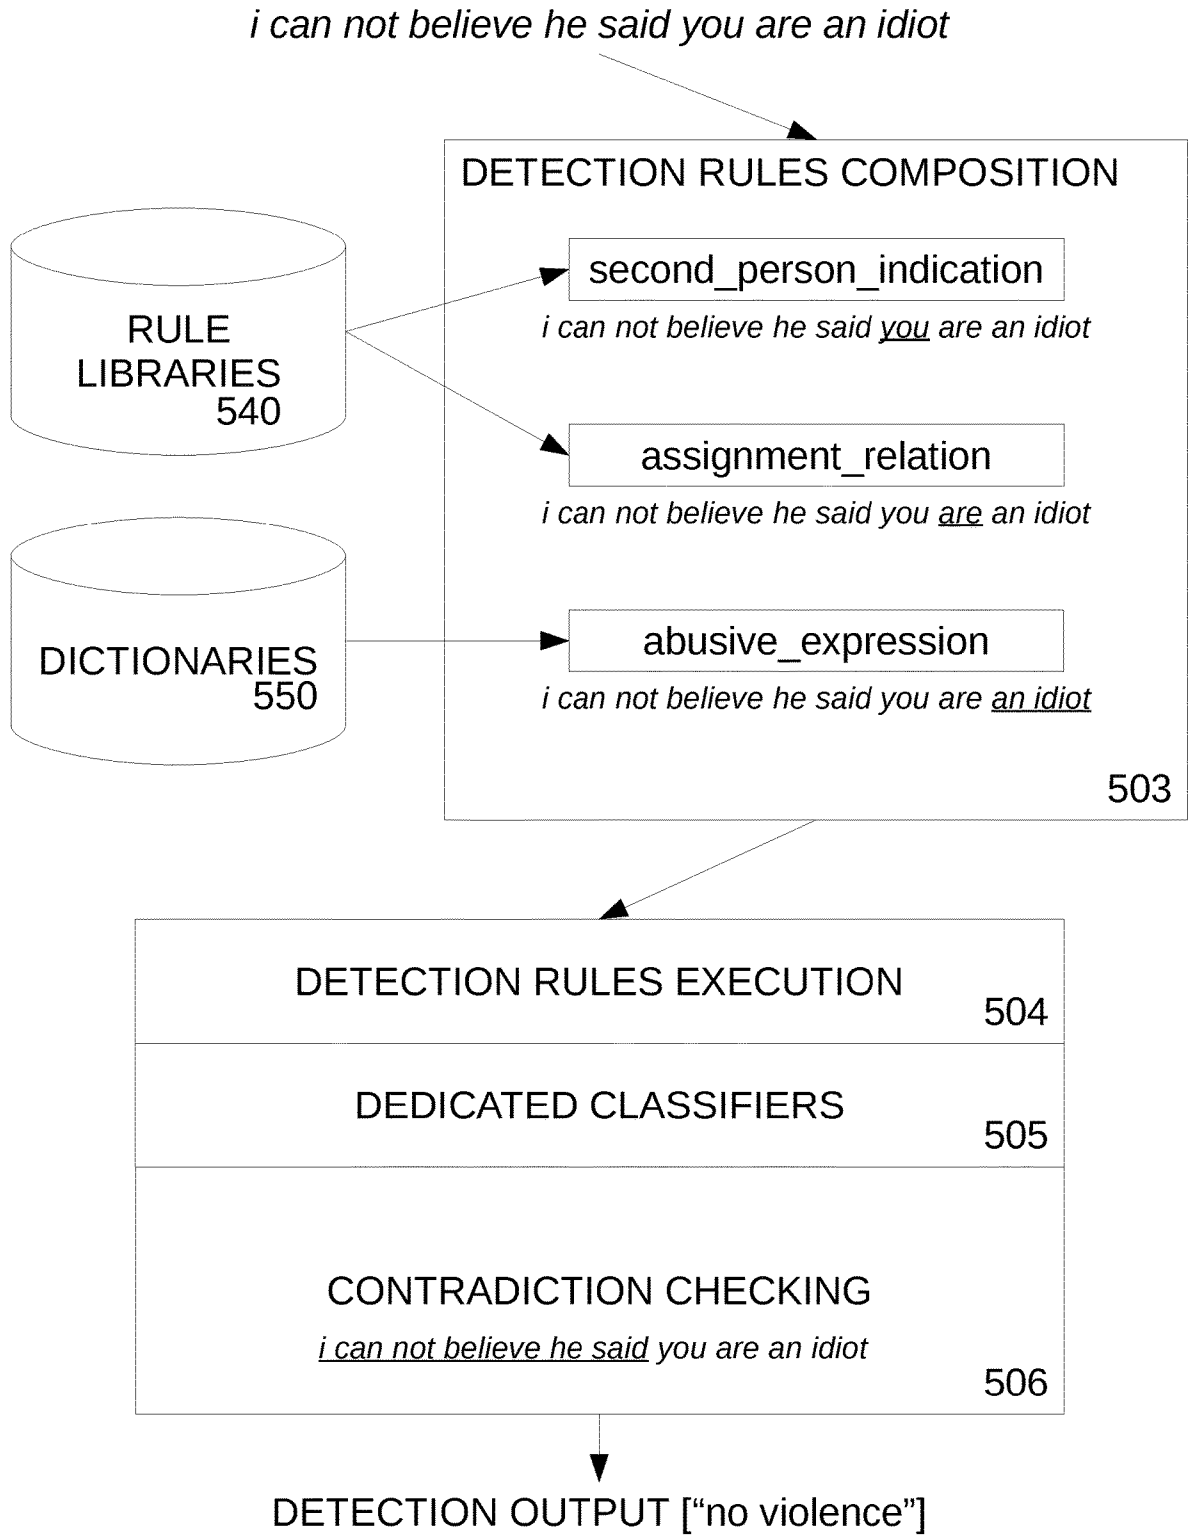 i can not believe he said you are an idiot
DETECTION RULES COMPOSITION
second_person_indication
i can not believe he said you are an idiot
RULE
LIBRARIES
540
assignment_relation
i can not believe he said you are an idiot
DICTIONARIES
550
abusive_expression
i can not believe he said you are an idiot
503
DETECTION RULES EXECUTION
504
DEDICATED CLASSIFIERS
505
CONTRADICTION CHECKING
i can not believe he said you are an idiot
506
DETECTION OUTPUT [“no violence”]